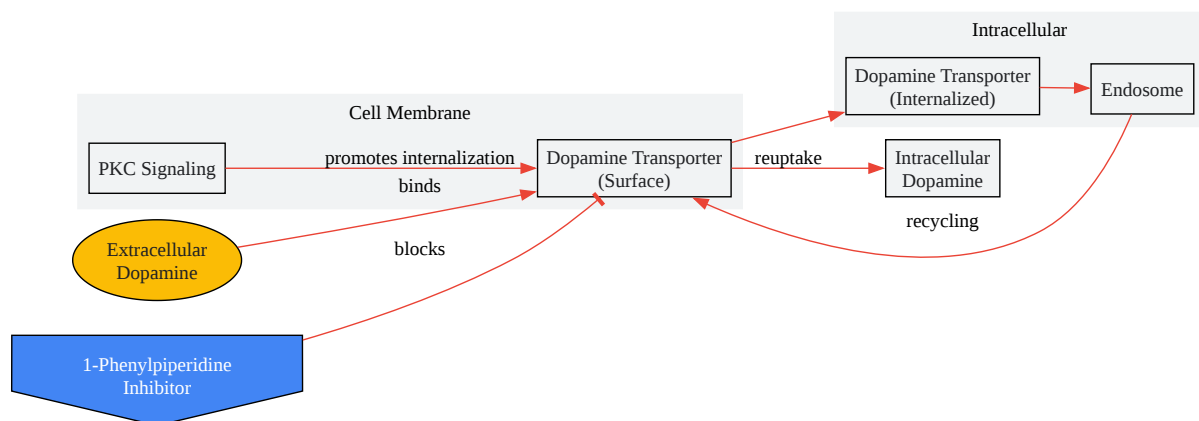 Intracellular
Dopamine Transporter
(Internalized)
Endosome
Cell Membrane
PKC Signaling
promotes internalization
Dopamine Transporter
(Surface)
reuptake
Intracellular
Dopamine
binds
recycling
Extracellular
Dopamine
blocks
1-Phenylpiperidine
Inhibitor